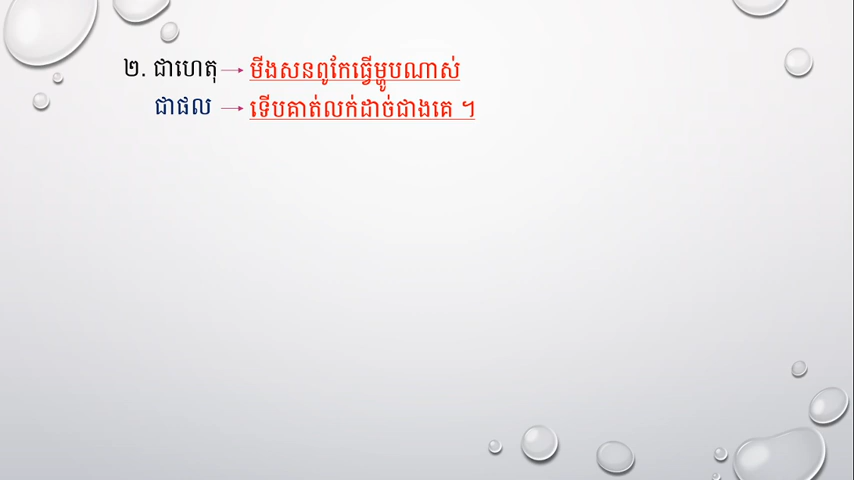 ២. ជាហេតុ → មីងសនពូកែធ្វើម្ហូបណាស់
ជាផល → ទើបគាត់លក់ដាច់ជាងគេ ។